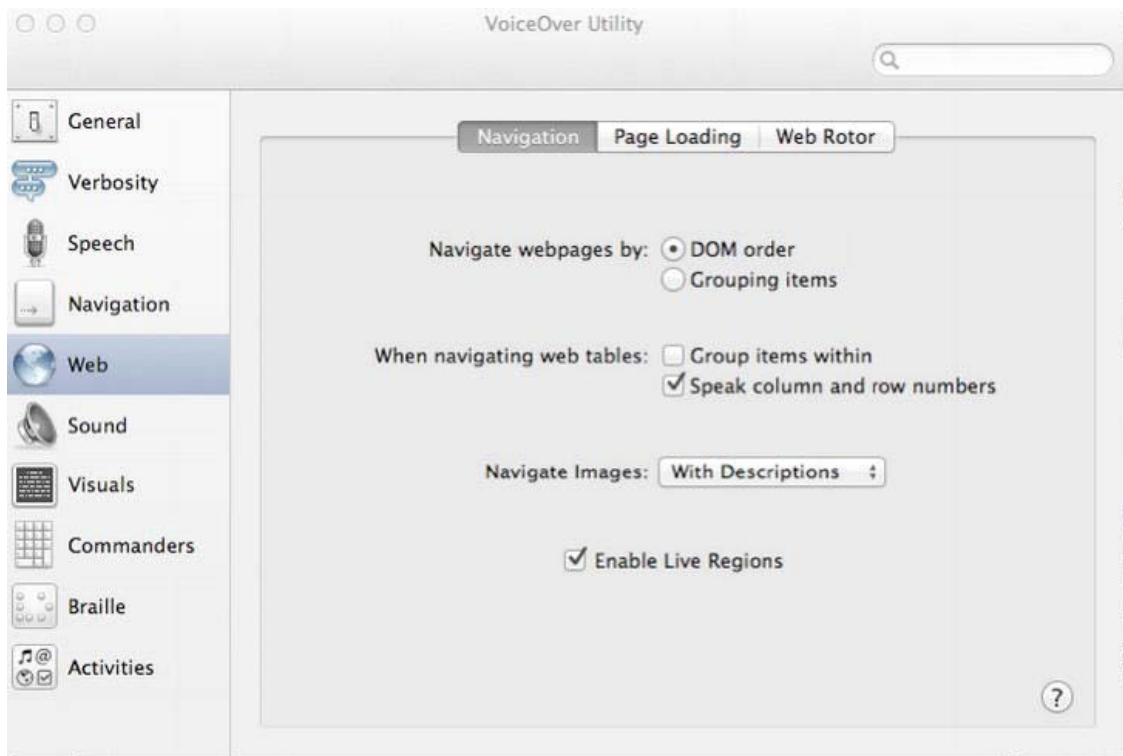 VoiceOver Utility
General
Verbosity
Speech
Navigation
Web
Sound
Visuals
Commanders
Braille
Activities
Navigation Page Loading Web Rotor
Navigate webpages by: DOM order
Grouping items
When navigating web tables: Group items within
Speak column and row numbers
Navigate Images: With Descriptions
Enable Live Regions
?